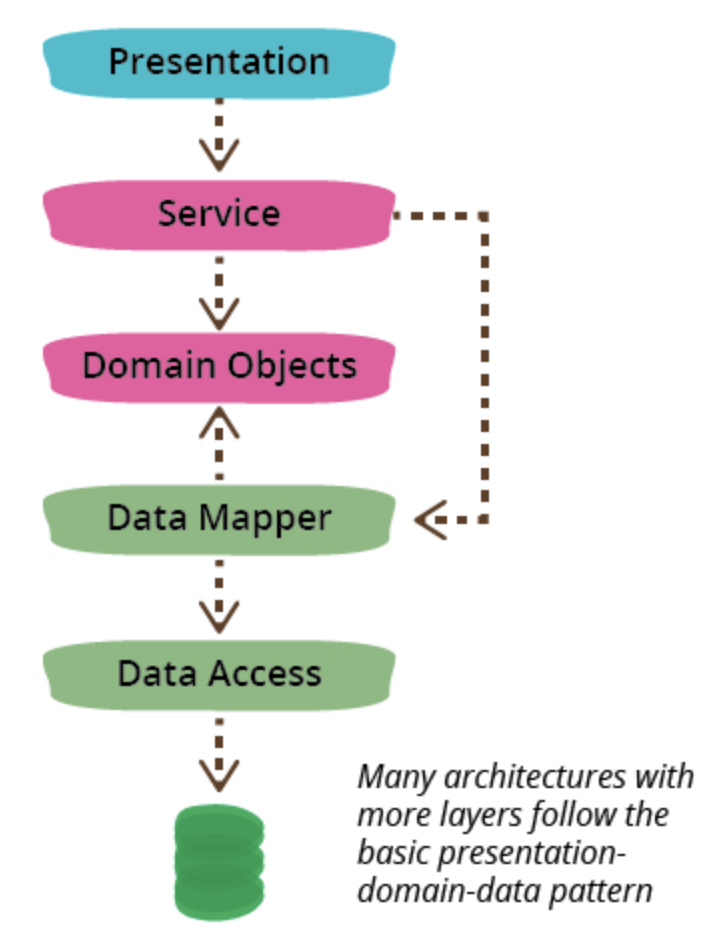 Presentation
Service
Domain Objects
Data Mapper
Data Access
Many architectures with
more layers follow the
basic presentation-
domain-data pattern